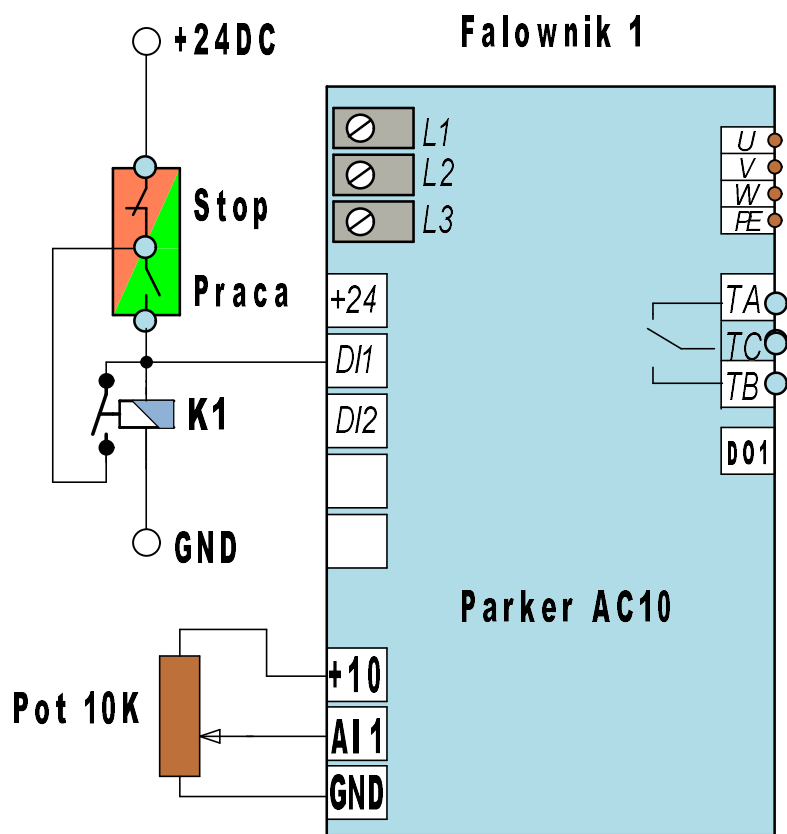 +24DC
Falownik 1
L1
L2
L3
U
V
W
PE
Stop
Praca
+24
DI1
DI2
TA
TC
TB
DO1
K1
GND
Parker AC10
Pot 10K
+10
AI1
GND